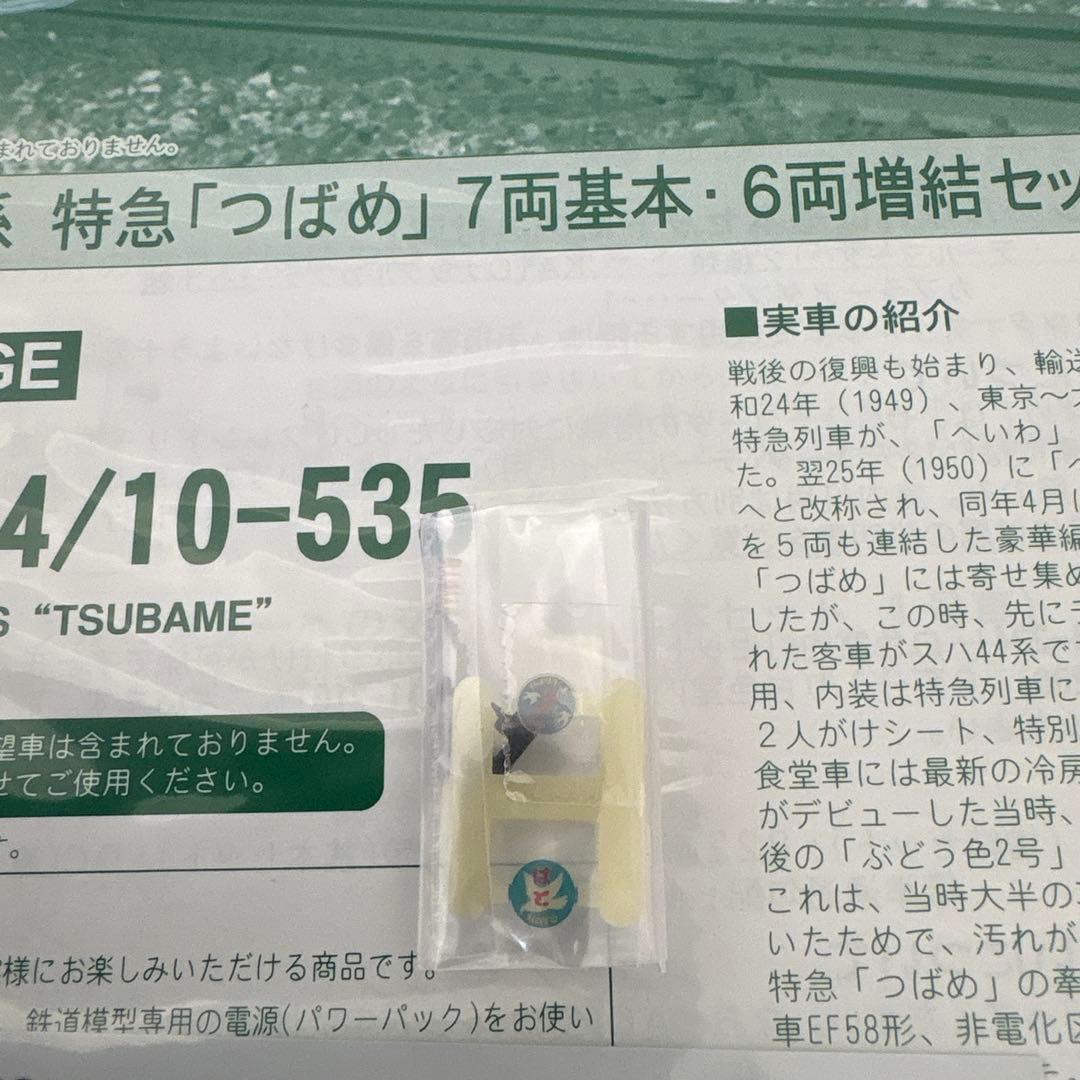 まれておりません。
系 特急「つばめ」7両基本・6両増結セッ
GE
4/10-535
S “TSUBAME”
望車は含まれておりません。
せてご使用ください。
す。
様にお楽しみいただける商品です。
鉄道模型専用の電源(パワーパック)をお使い
■実車の紹介
戦後の復興も始まり、輸送
和24年（1949）、東京〜大
特急列車が、「へいわ」
た。翌25年（1950）に「へ
へと改称され、同年4月に
を５両も連結した豪華編
「つばめ」には寄せ集め
したが、この時、先にデ
れた客車がスハ44系で
用、内装は特急列車に
２人がけシート、特別
食堂車には最新の冷房
がデビューした当時、
後の「ぶどう色2号」
これは、当時大半の
いたためで、汚れが
特急「つばめ」の牽
車EF58形、非電化区